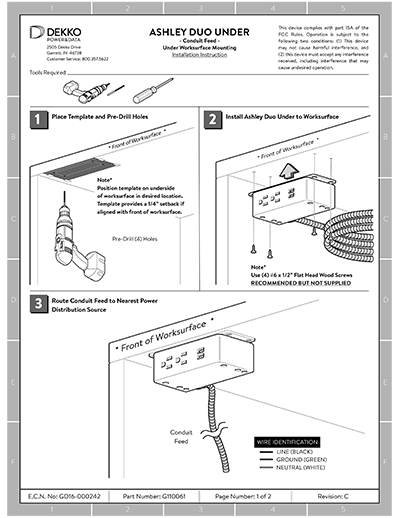 DEKKO
POWER&DATA
2505 Dekko Drive
Garrett, IN 46738
Customer Service: 800.357.5622
ASHLEY DUO UNDER
- Conduit Feed -
Under Worksurface Mounting
Installation Instruction
This device complies with part 15A of the
FCC Rules. Operation is subject to the
following two conditions: (1) This device
may not cause harmful interference, and
(2) this device must accept any interference
received, including interference that may
cause undesired operation.
Tools Required
1
Place Template and Pre-Drill Holes
* Front of Worksurface *
Note*
Position template on underside
of worksurface in desired location.
Template provides a 1/4" setback if
aligned with front of worksurface.
Pre-Drill (4) Holes
2
Install Ashley Duo Under to Worksurface
* Front of Worksurface *
Note*
Use (4) #6 x 1/2" Flat Head Wood Screws
RECOMMENDED BUT NOT SUPPLIED
3
Route Conduit Feed to Nearest Power
Distribution Source
* Front of Worksurface *
Conduit
Feed
WIRE IDENTIFICATION
LINE (BLACK)
GROUND (GREEN)
NEUTRAL (WHITE)
E.C.N. No: GD16-000242
Part Number: G110061
Page Number: 1 of 2
Revision: C